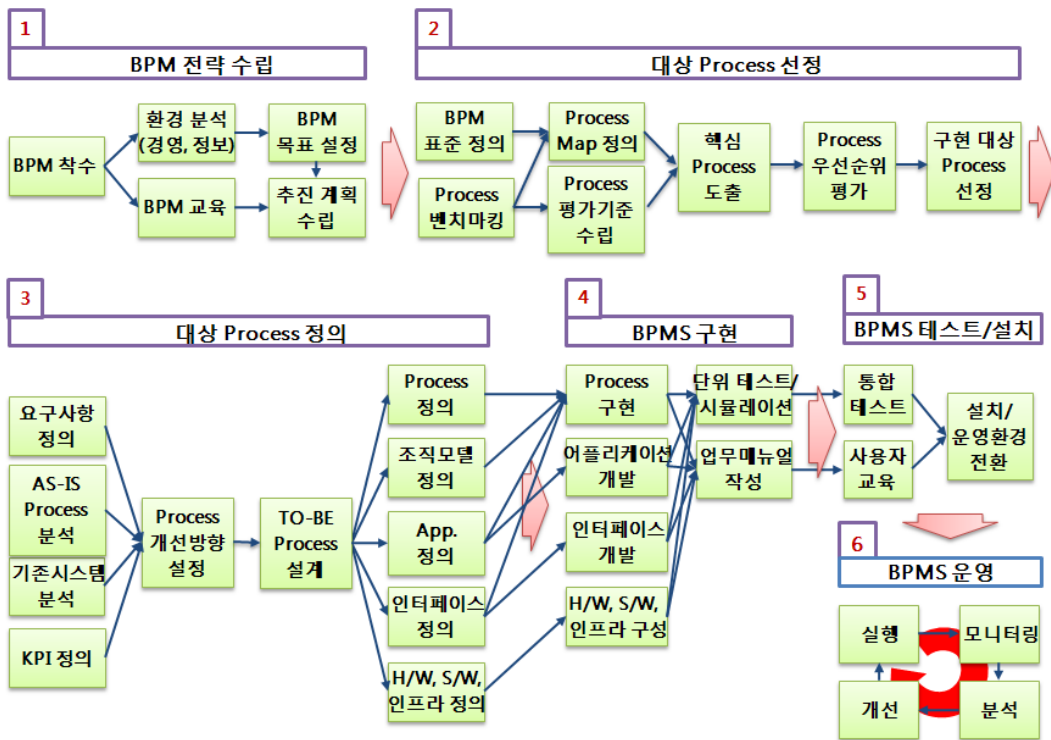 1
BPM 전략 수립
BPM 착수
환경 분석
(경영, 정보)
BPM
목표 설정
BPM 교육
추진 계획
수립
2
대상 Process 선정
BPM
표준 정의
Process
Map 정의
Process
벤치마킹
Process
평가기준
수립
핵심
Process
도출
Process
우선순위
평가
구현 대상
Process
선정
3
대상 Process 정의
요구사항
정의
AS-IS
Process
분석
기존시스템
분석
KPI 정의
Process
개선방향
설정
TO-BE
Process
설계
Process
정의
조직모델
정의
App.
정의
인터페이스
정의
H/W, S/W,
인프라 정의
4
BPMS 구현
Process
구현
어플리케이션
개발
인터페이스
개발
H/W, S/W,
인프라 구성
단위 테스트/
시뮬레이션
업무매뉴얼
작성
5
BPMS 테스트/설치
통합
테스트
사용자
교육
설치/
운영환경
전환
6
BPMS 운영
실행
모니터링
개선
분석